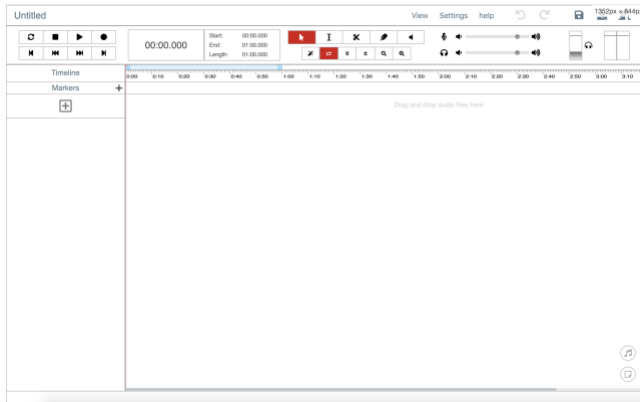 Untitled
View Settings help
1352px x 844p
00:00.000
Start: 00:00.000
End: 01:00.000
Length: 01:00.000
Timeline
0:00 0:10 0:20 0:30 0:40 0:50 1:00 1:10 1:20 1:30 1:40 1:50 2:00 2:10 2:20 2:30 2:40 2:50 3:00 3:10
Markers +
Drag and drop audio files here